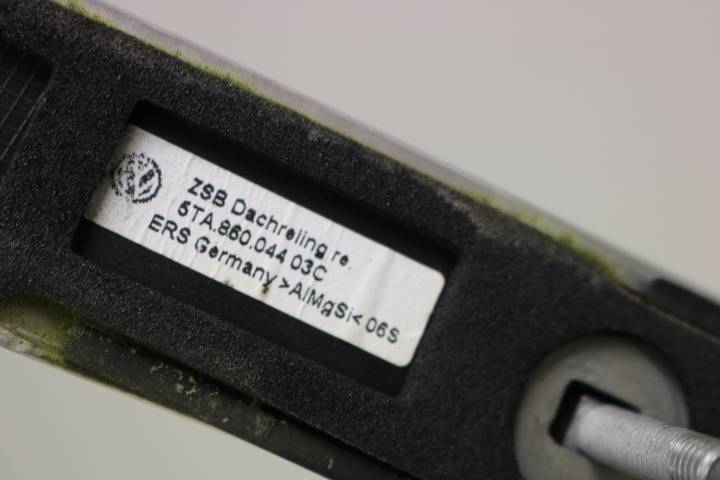 ZSB Dachreling re.
5TA.860.044 03C
ERS Germany >AlMgSi< 06S